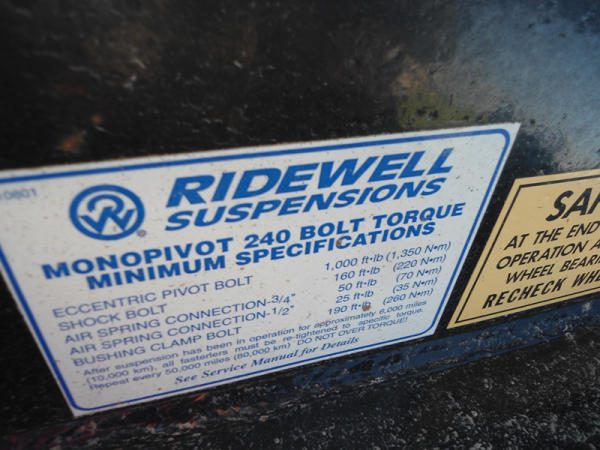 10801
RIDEWELL
SUSPENSIONS
MONOPIVOT 240 BOLT TORQUE
MINIMUM SPECIFICATIONS
ECCENTRIC PIVOT BOLT 1,000 ft•lb (1,350 N•m)
SHOCK BOLT 160 ft•lb (220 N•m)
AIR SPRING CONNECTION-3/4" 50 ft•lb (70 N•m)
AIR SPRING CONNECTION-1/2" 25 ft•lb (35 N•m)
BUSHING CLAMP BOLT 190 ft•lb (260 N•m)
After suspension has been in operation for approximately 6,000 miles
(10,000 km), all fasterters must be re-tightened to specific torque.
Repeat every 50,000 miles (80,000 km) DO NOT OVER TORQUE!
See Service Manual for Details
SAF
AT THE END
OPERATION A
WHEEL BEARI
RECHECK WHE